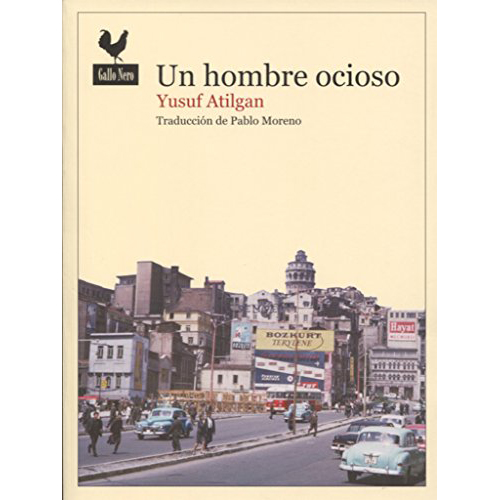 Gallo Nero
Un hombre ocioso
Yusuf Atilgan
Traducción de Pablo Moreno
BOZKURT
TERYLENE
Hayat